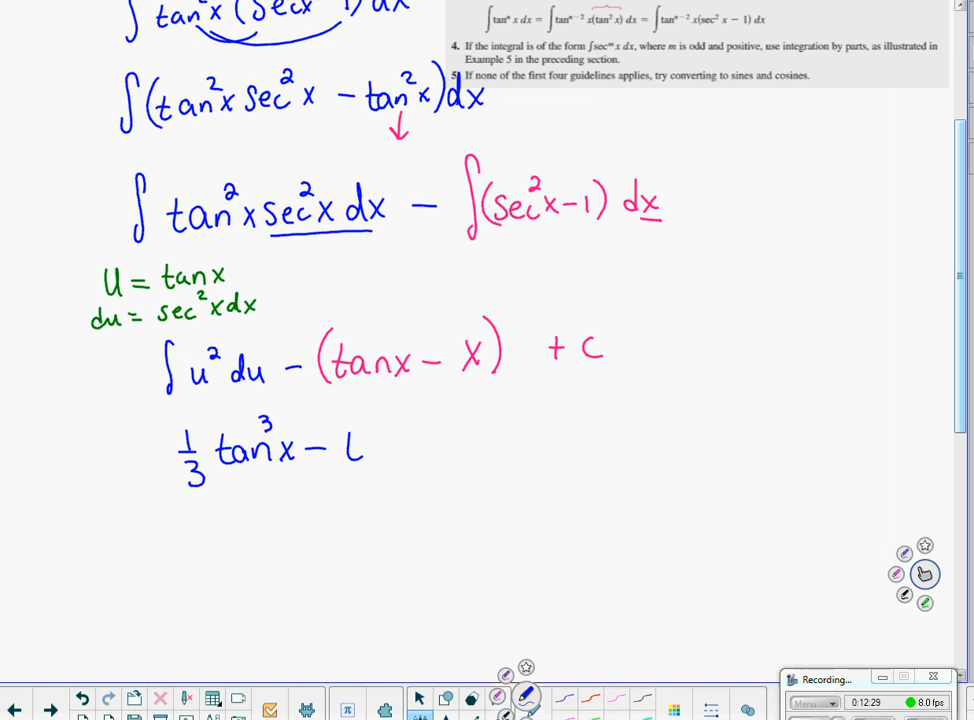 ∫ tan²x (sec²x - 1) dx
∫tanⁿ x dx = ∫tanⁿ⁻² x(tan² x) dx = ∫tanⁿ⁻² x(sec² x − 1) dx
4. If the integral is of the form ∫secᵐ x dx, where m is odd and positive, use integration by parts, as illustrated in
Example 5 in the preceding section.
5. If none of the first four guidelines applies, try converting to sines and cosines.
∫(tan²x sec²x − tan²x)dx
∫ tan²x sec²x dx − ∫(sec²x−1) dx
u = tanx
du = sec²xdx
∫u² du − (tanx − x) + c
1/3 tan³x − l
Recording...
Menu 0:12:29 8.0 fps